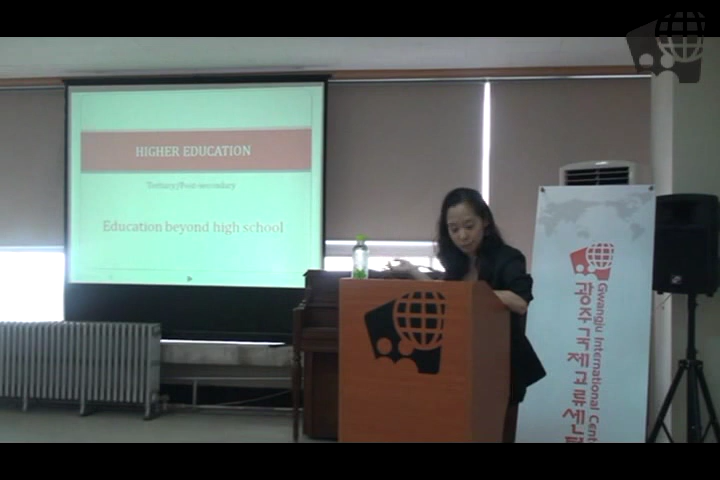 HIGHER EDUCATION
Tertiary/Post-secondary
Education beyond high school
Gwangju International Cent
광주국제교류센터